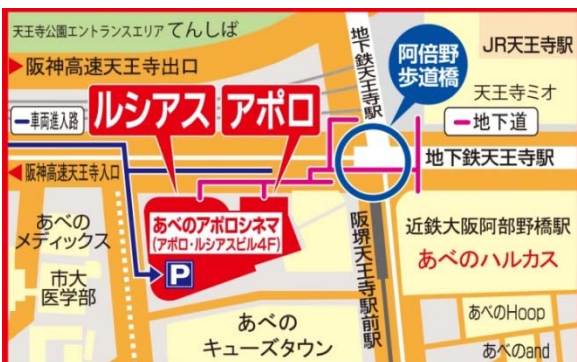 天王寺公園エントランスエリア てんしば
阪神高速天王寺出口
車両進入路
ルシアス
アポロ
地下鉄天王寺駅
阿倍野
歩道橋
JR天王寺駅
天王寺ミオ
地下道
地下鉄天王寺駅
阪神高速天王寺入口
あべの
メディックス
市大
医学部
あべのアポロシネマ
(アポロ・ルシアスビル4F)
P
あべの
キューズタウン
阪堺天王寺駅前駅
近鉄大阪阿部野橋駅
あべのハルカス
あべのHoop
あべのand